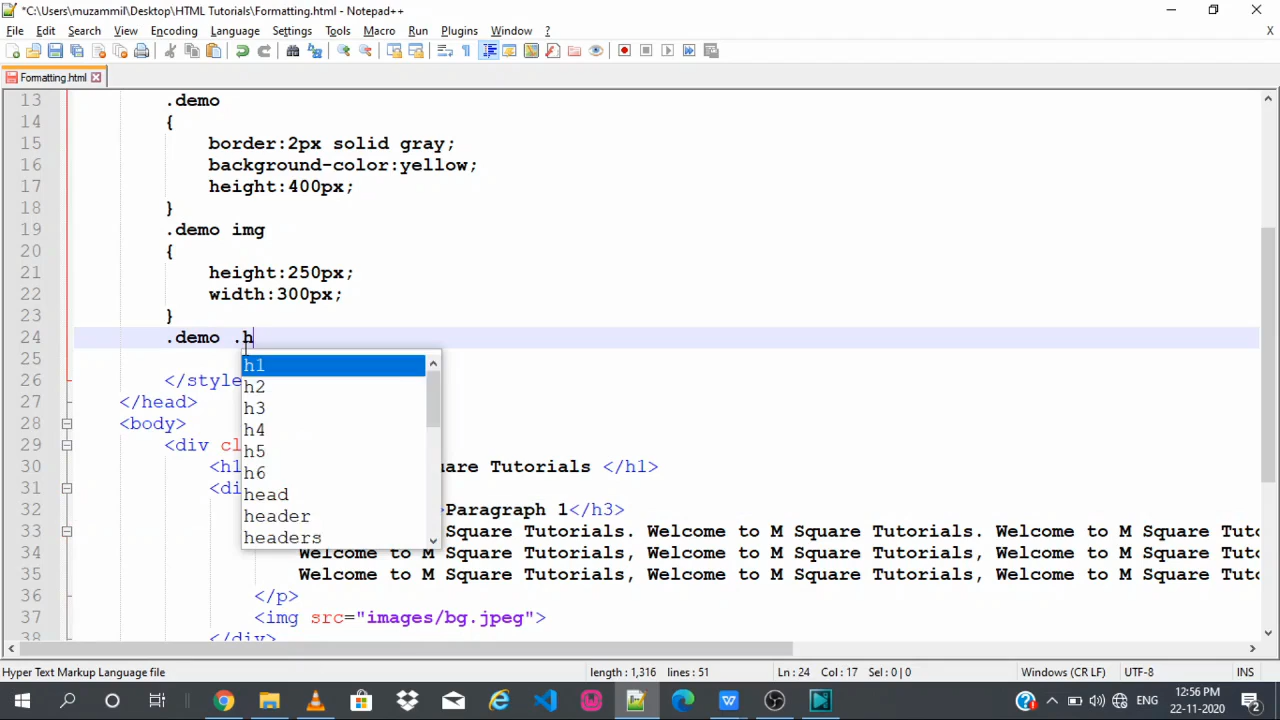 *C:\Users\muzammil\Desktop\HTML Tutorials\Formatting.html - Notepad++
File Edit Search View Encoding Language Settings Tools Macro Run Plugins Window ? X
Formatting.html
13 .demo
14 {
15 border:2px solid gray;
16 background-color:yellow;
17 height:400px;
18 }
19 .demo img
20 {
21 height:250px;
22 width:300px;
23 }
24 .demo .h
25
26 </style
27 </head>
28 <body>
29 <div cl
30 <h1 uare Tutorials </h1>
31 <di
32 >Paragraph 1</h3>
33 Square Tutorials. Welcome to M Square Tutorials. Welcome to M Square Tuto
34 Welcome to M Square Tutorials, Welcome to M Square Tutorials, Welcome to M Square Tuto
35 Welcome to M Square Tutorials, Welcome to M Square Tutorials, Welcome to M Square Tuto
36 </p>
37 <img src="images/bg.jpeg">
38 </div>
h1
h2
h3
h4
h5
h6
head
header
headers
Hyper Text Markup Language file length : 1,316 lines : 51 Ln : 24 Col : 17 Sel : 0 | 0 Windows (CR LF) UTF-8 INS
ENG 12:56 PM
22-11-2020 2